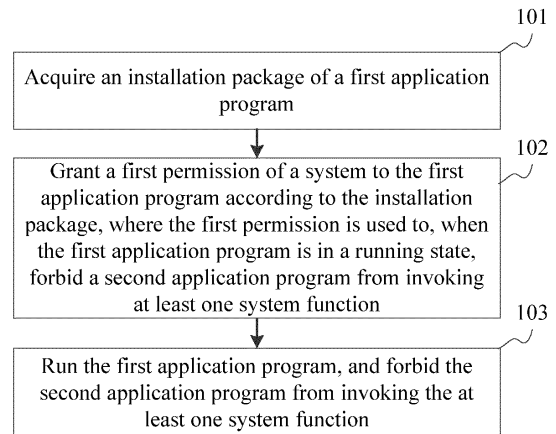 101
Acquire an installation package of a first application
program
102
Grant a first permission of a system to the first
application program according to the installation
package, where the first permission is used to, when
the first application program is in a running state,
forbid a second application program from invoking
at least one system function
103
Run the first application program, and forbid the
second application program from invoking the at
least one system function